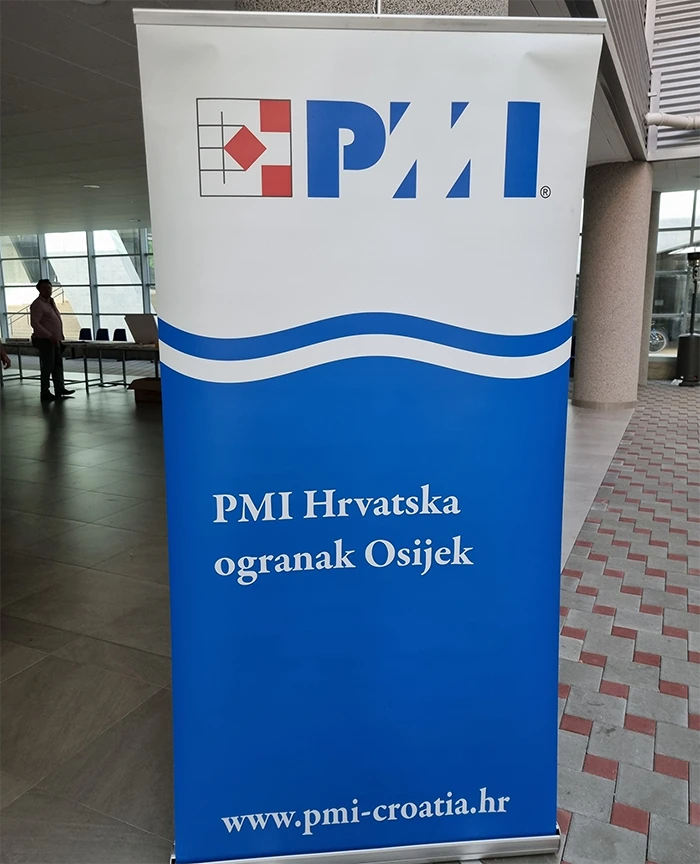 PMI®
PMI Hrvatska
ogranak Osijek
www.pmi-croatia.hr